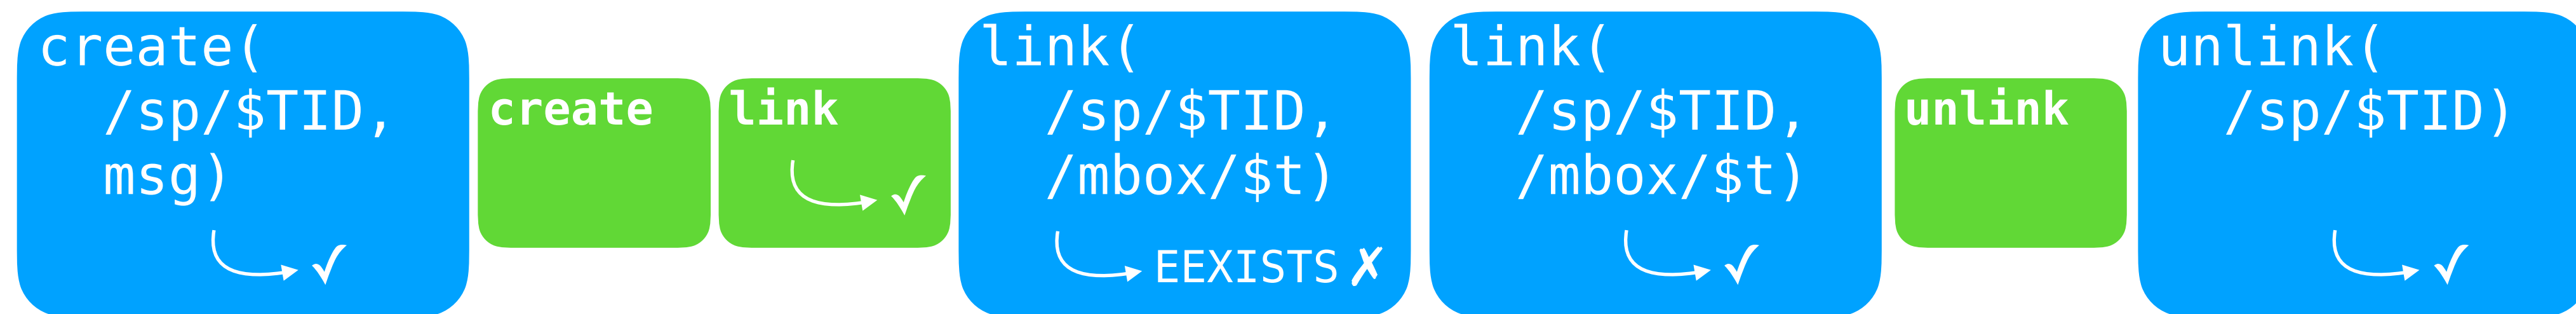 create(
/sp/$TID,
msg)
✓
create
link
✓
link(
/sp/$TID,
/mbox/$t)
EEXISTS ✗
link(
/sp/$TID,
/mbox/$t)
✓
unlink
unlink(
/sp/$TID)
✓